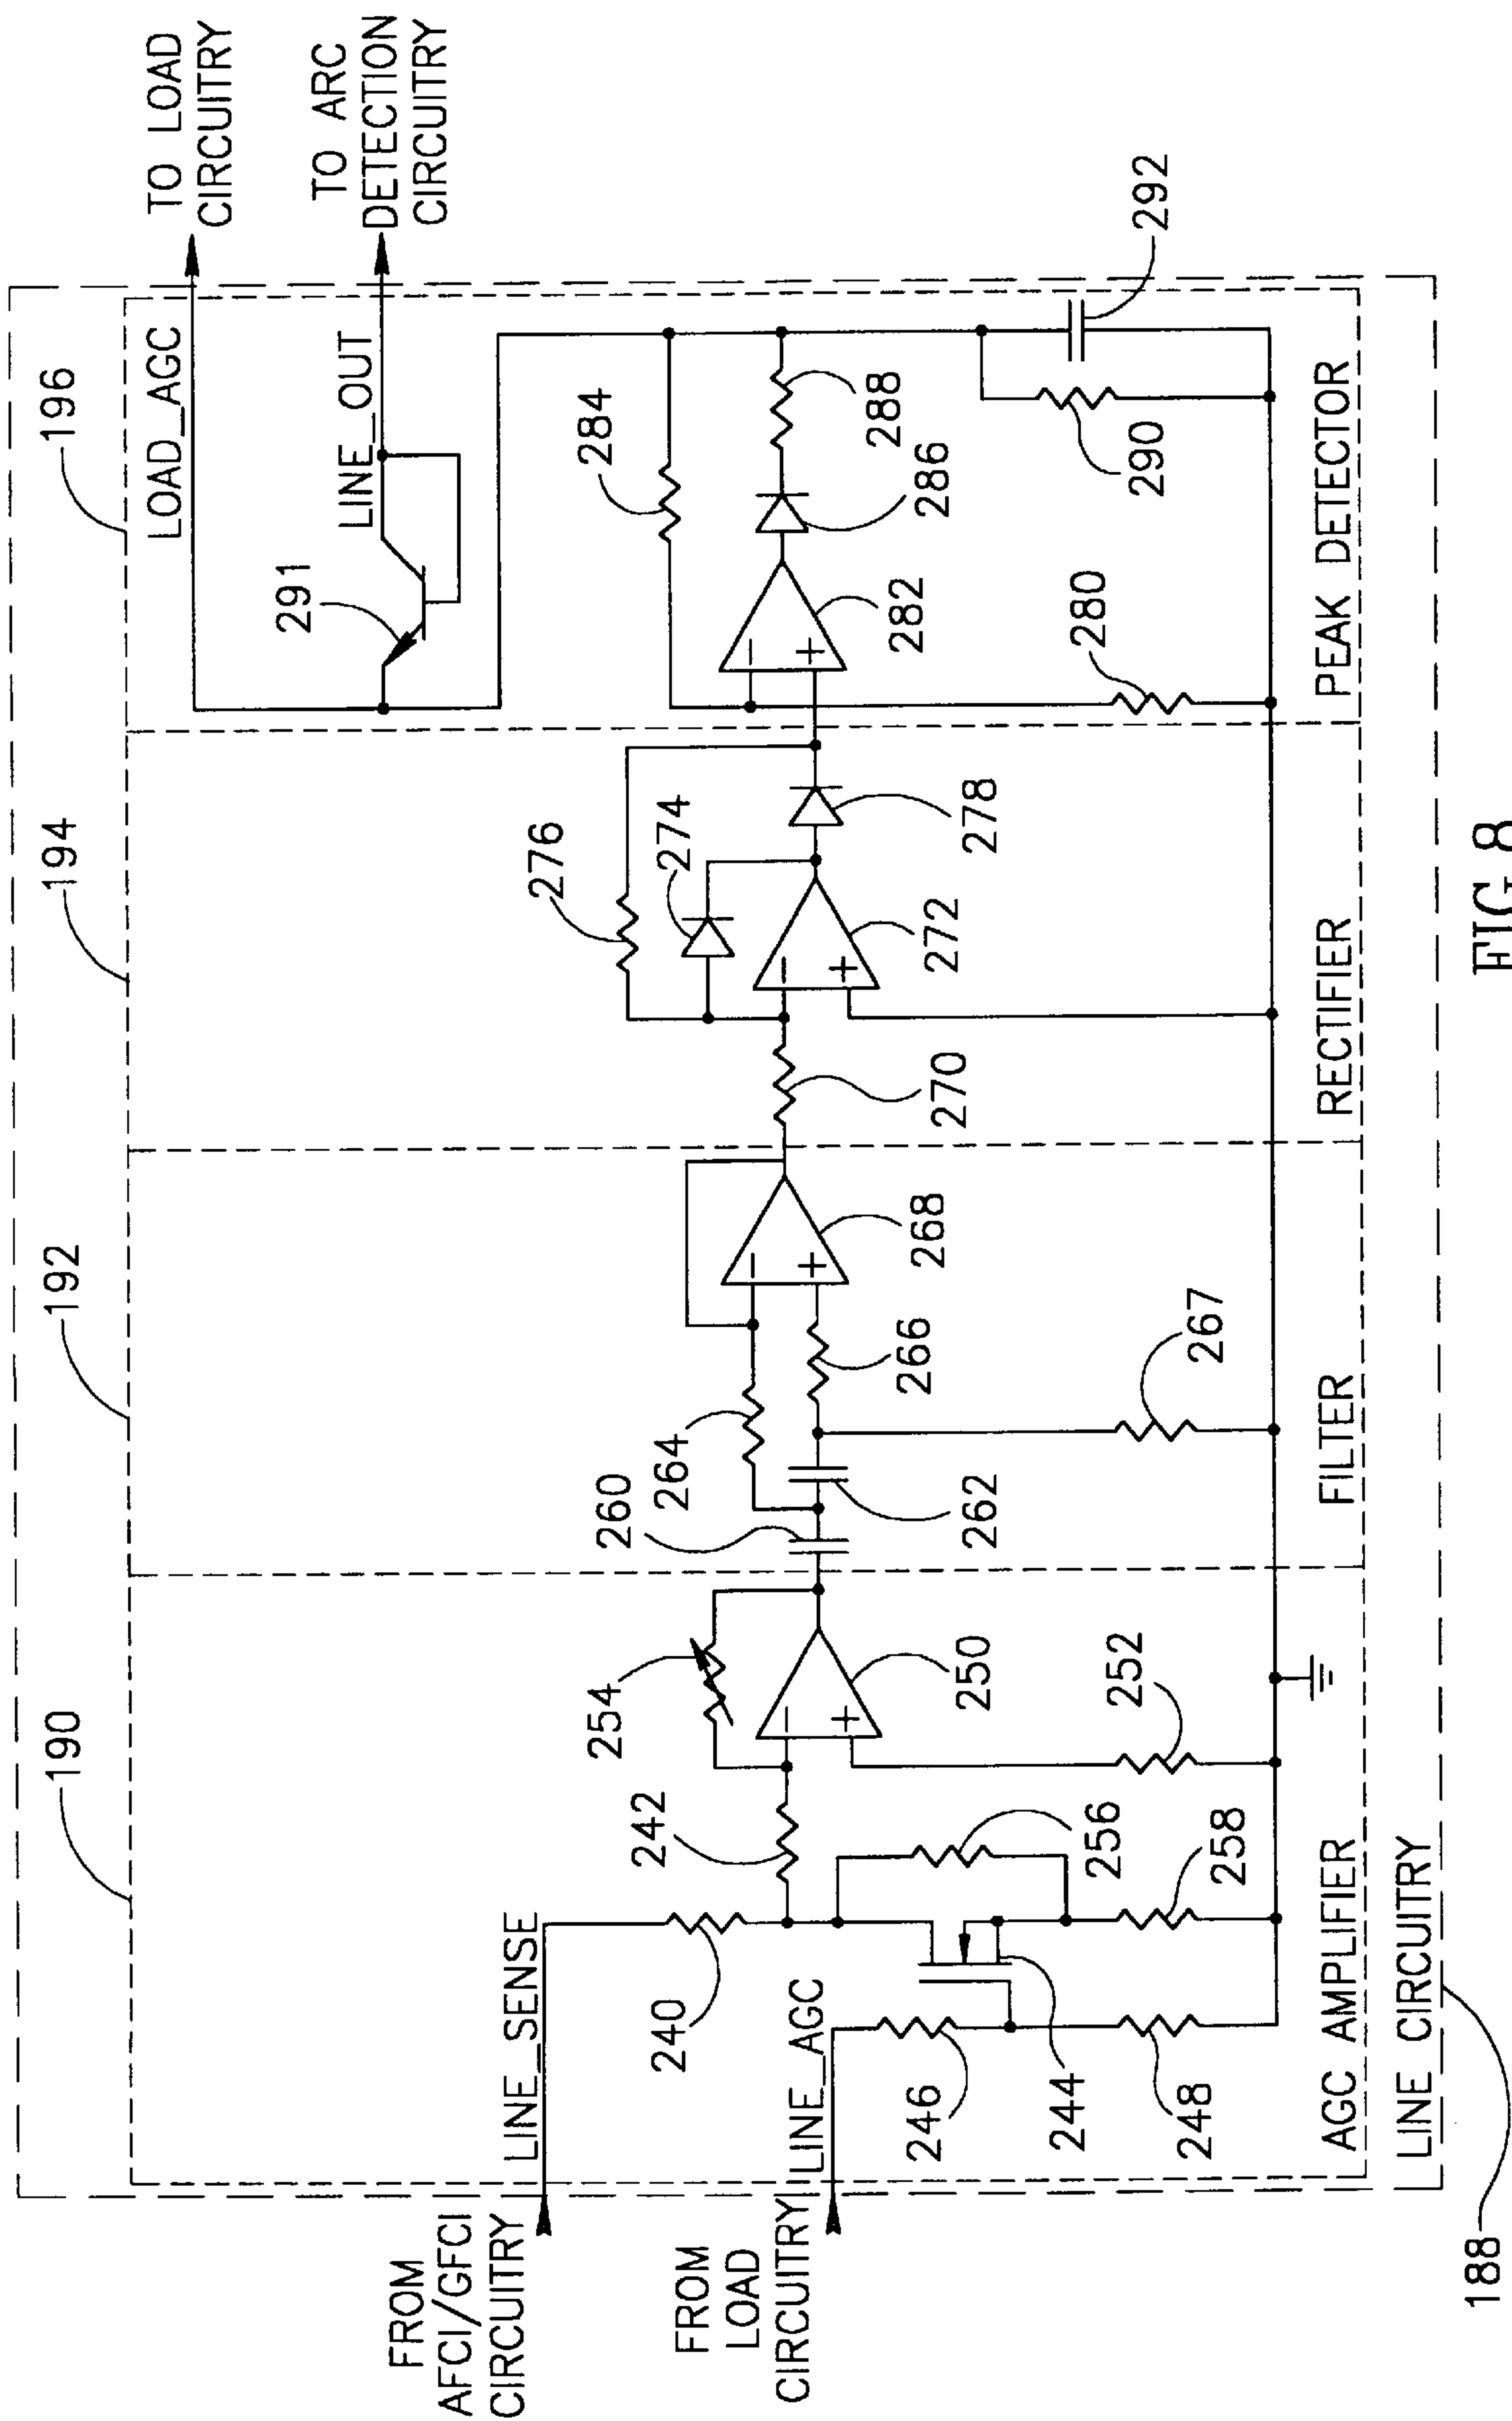 190
192
194
196
TO LOAD
CIRCUITRY
LOAD_AGC
TO ARC
DETECTION
CIRCUITRY
LINE_OUT
291
FROM
AFCI/GFCI
CIRCUITRY
LINE_SENSE
254
260
264
276
274
284
242
240
FROM
LOAD
CIRCUITRY
LINE_AGC
246
244
248
256
258
250
252
262
266
268
267
270
272
278
282
286
288
280
290
292
AGC AMPLIFIER
FILTER
RECTIFIER
PEAK DETECTOR
LINE CIRCUITRY
188